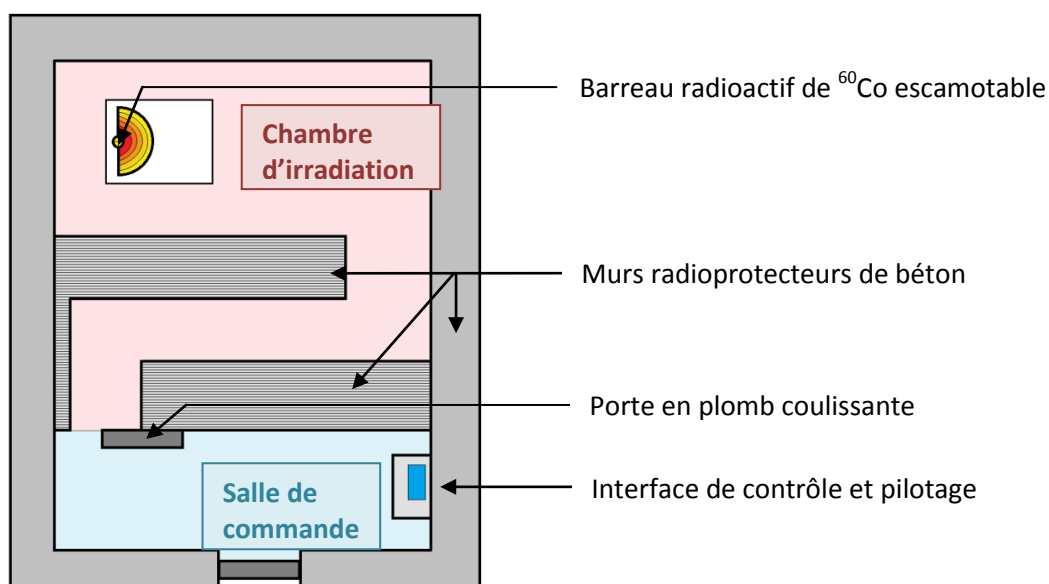 Barreau radioactif de ⁶⁰Co escamotable
Chambre
d'irradiation
Murs radioprotecteurs de béton
Porte en plomb coulissante
Salle de
commande
Interface de contrôle et pilotage